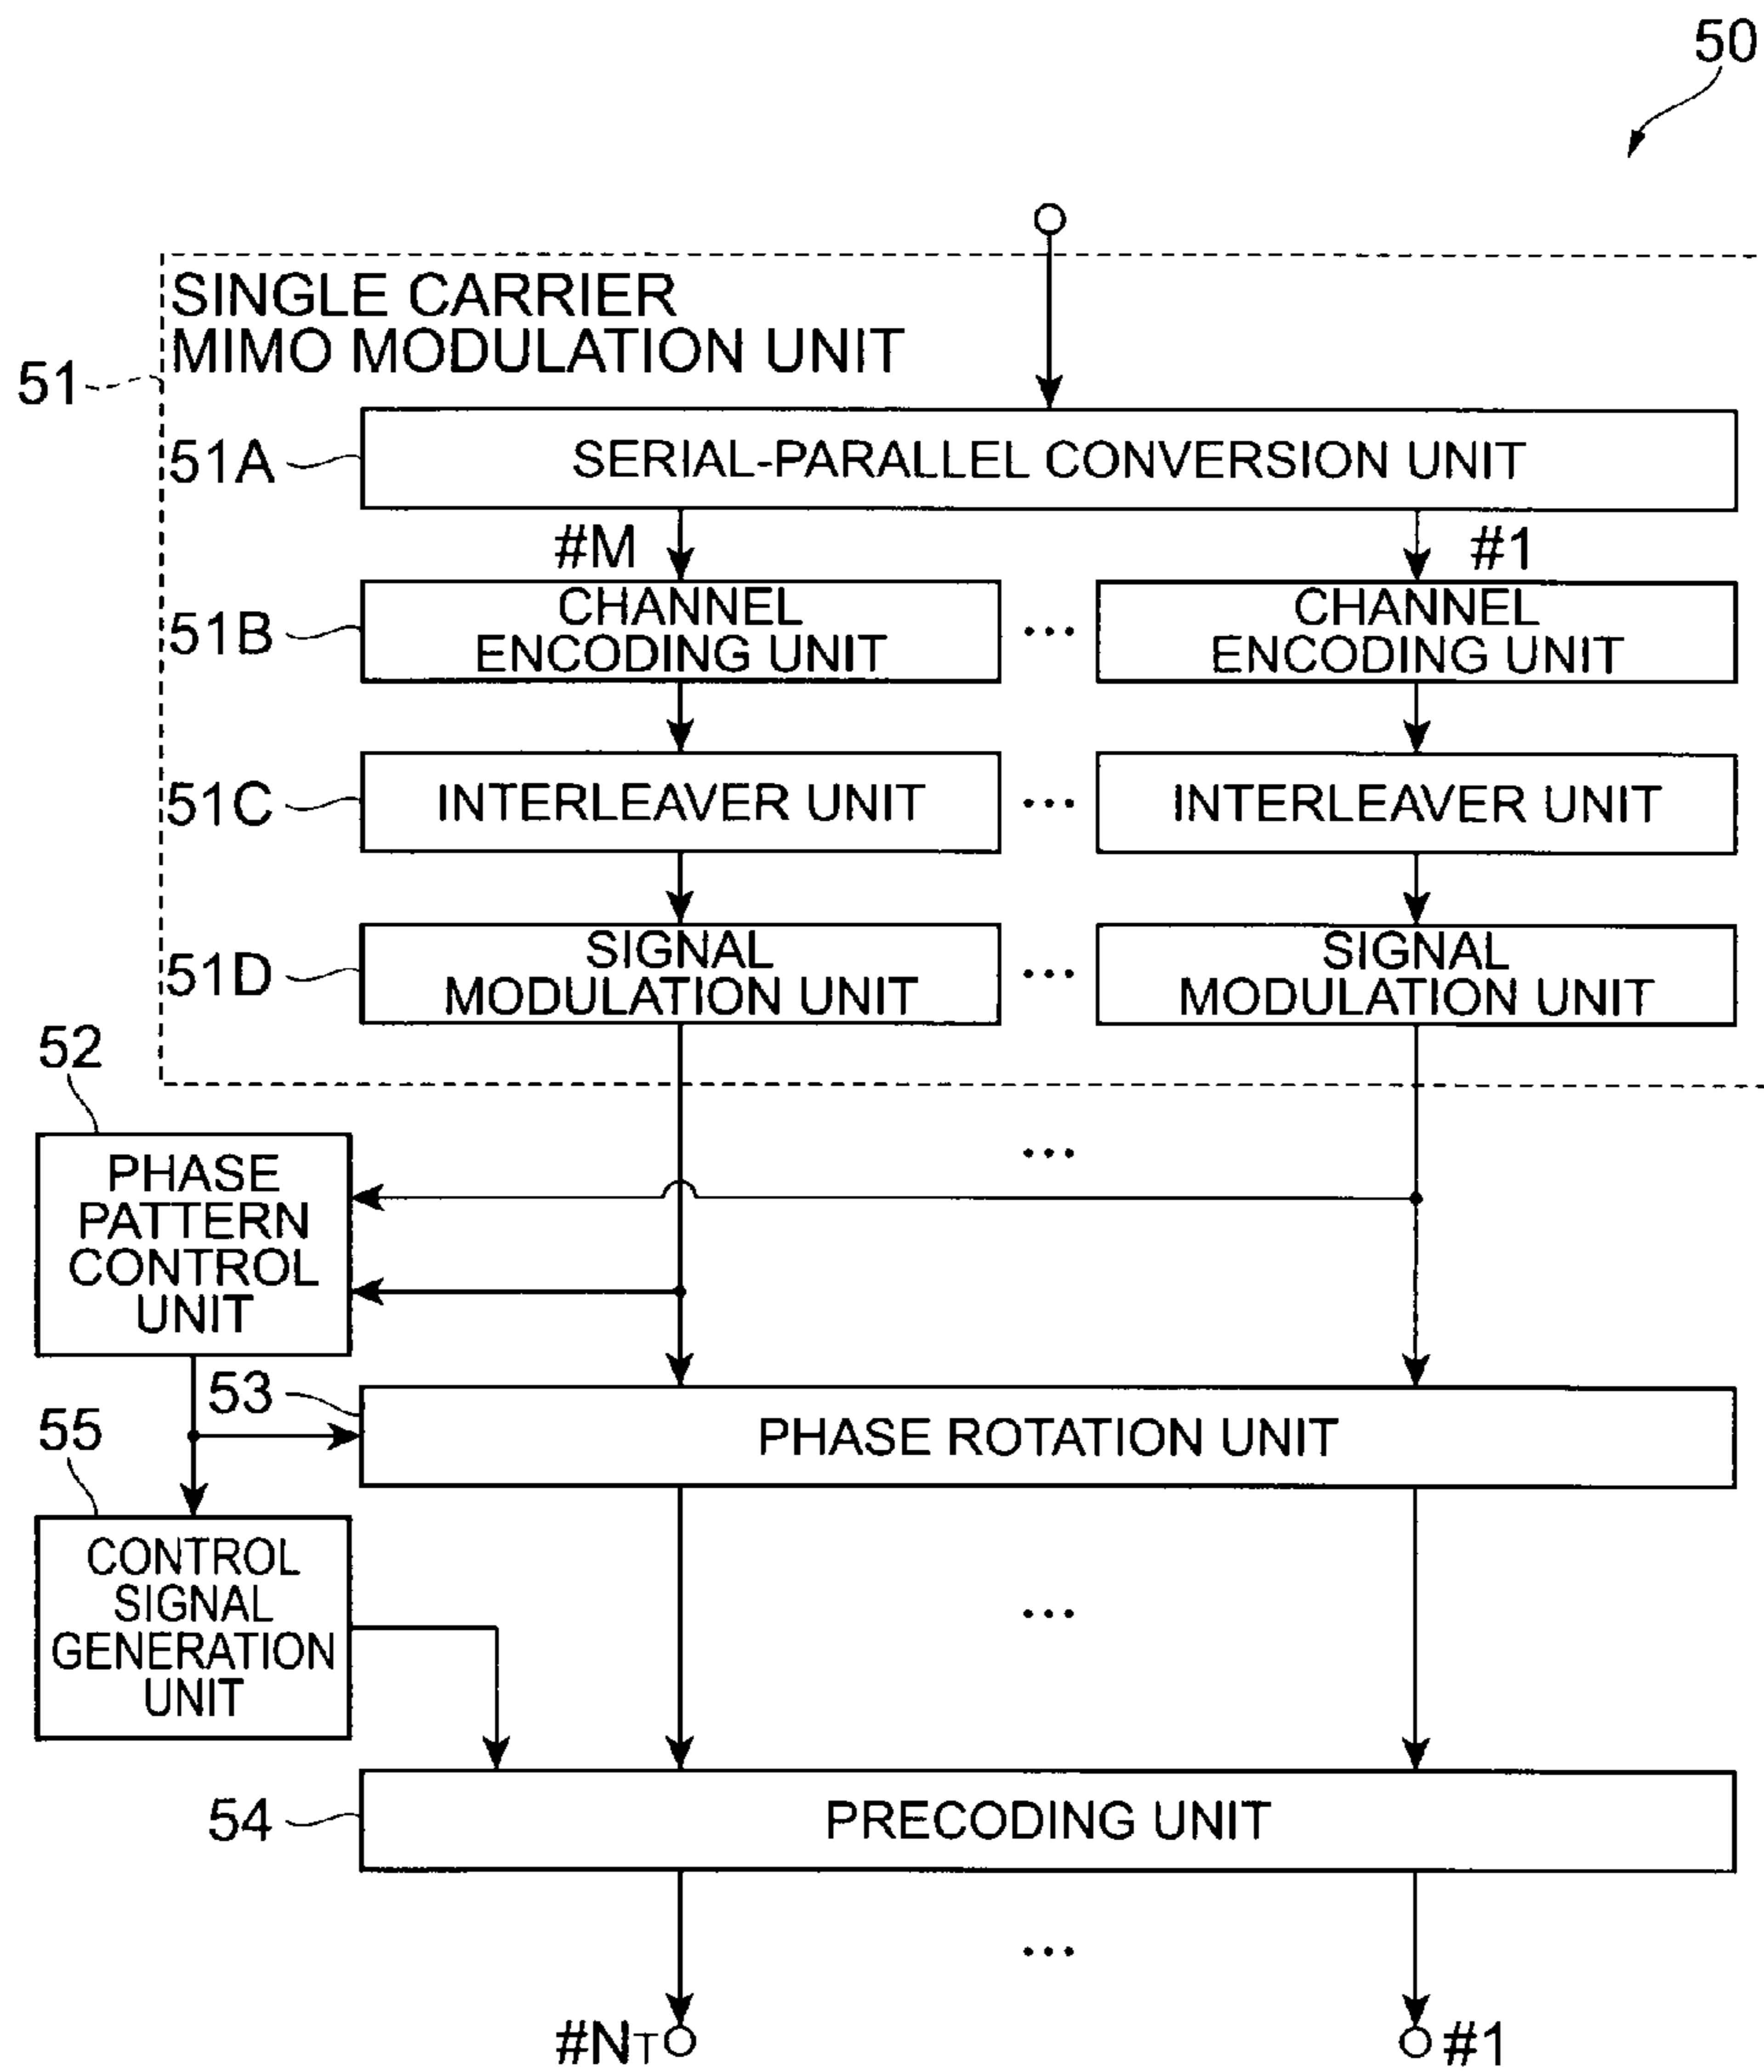 50
SINGLE CARRIER
MIMO MODULATION UNIT
51
51A
SERIAL-PARALLEL CONVERSION UNIT
#M
#1
51B
CHANNEL
ENCODING UNIT
...
CHANNEL
ENCODING UNIT
51C
INTERLEAVER UNIT
...
INTERLEAVER UNIT
51D
SIGNAL
MODULATION UNIT
...
SIGNAL
MODULATION UNIT
52
PHASE
PATTERN
CONTROL
UNIT
...
53
PHASE ROTATION UNIT
55
CONTROL
SIGNAL
GENERATION
UNIT
...
54
PRECODING UNIT
...
#NT
#1